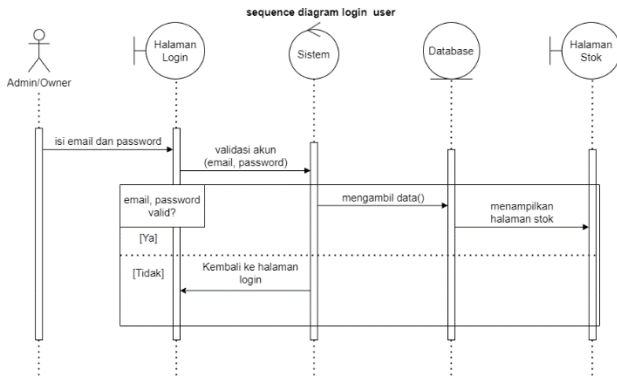 sequence diagram login user
Admin/Owner
Halaman
Login
Sistem
Database
Halaman
Stok
isi email dan password
validasi akun
(email, password)
email, password
valid?
mengambil data()
menampilkan
halaman stok
[Ya]
[Tidak]
Kembali ke halaman
login